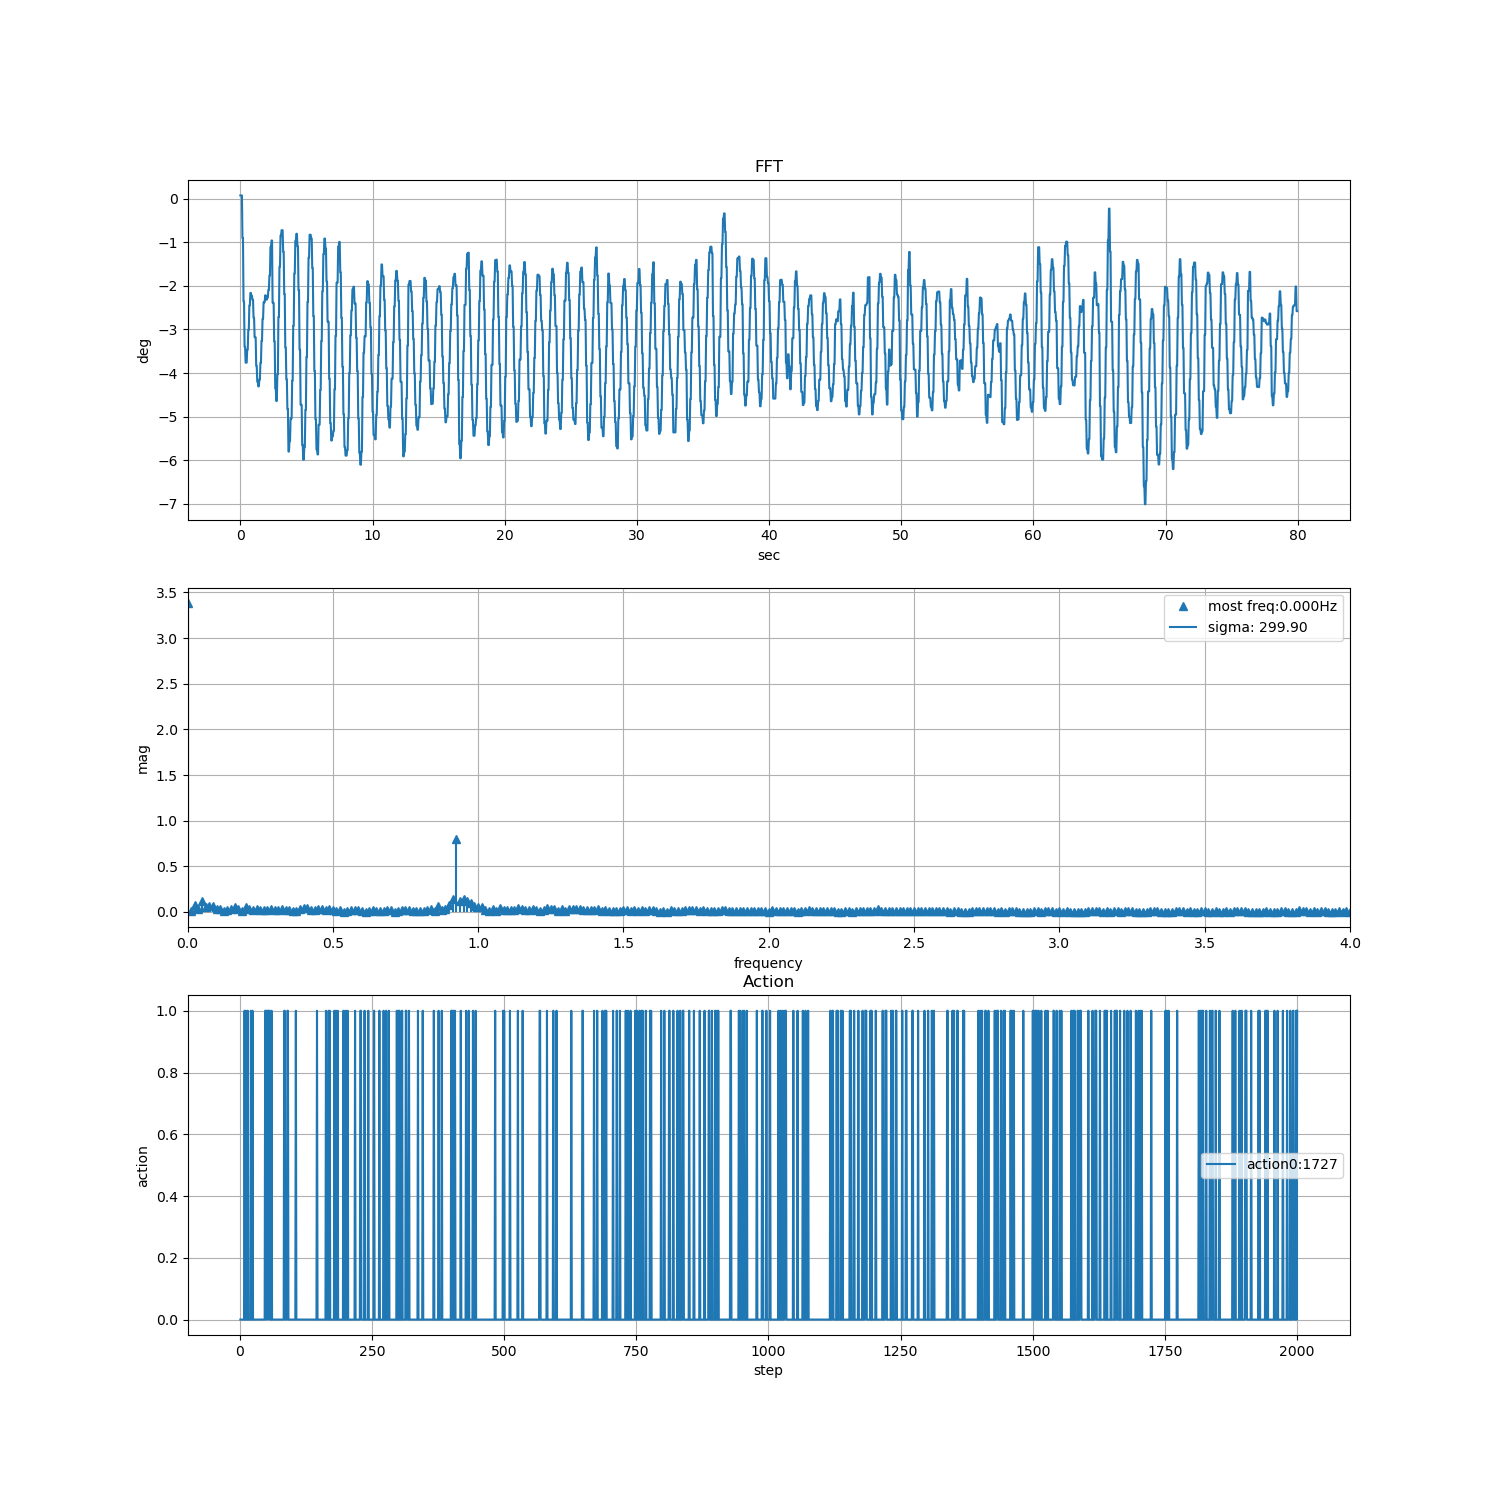 FFT
0
−1
−2
−3
−4
−5
−6
−7
deg
0 10 20 30 40 50 60 70 80
sec
3.5
3.0
2.5
2.0
1.5
1.0
0.5
0.0
mag
most freq:0.000Hz
sigma: 299.90
0.0 0.5 1.0 1.5 2.0 2.5 3.0 3.5 4.0
frequency
Action
1.0
0.8
0.6
0.4
0.2
0.0
action
action0:1727
0 250 500 750 1000 1250 1500 1750 2000
step